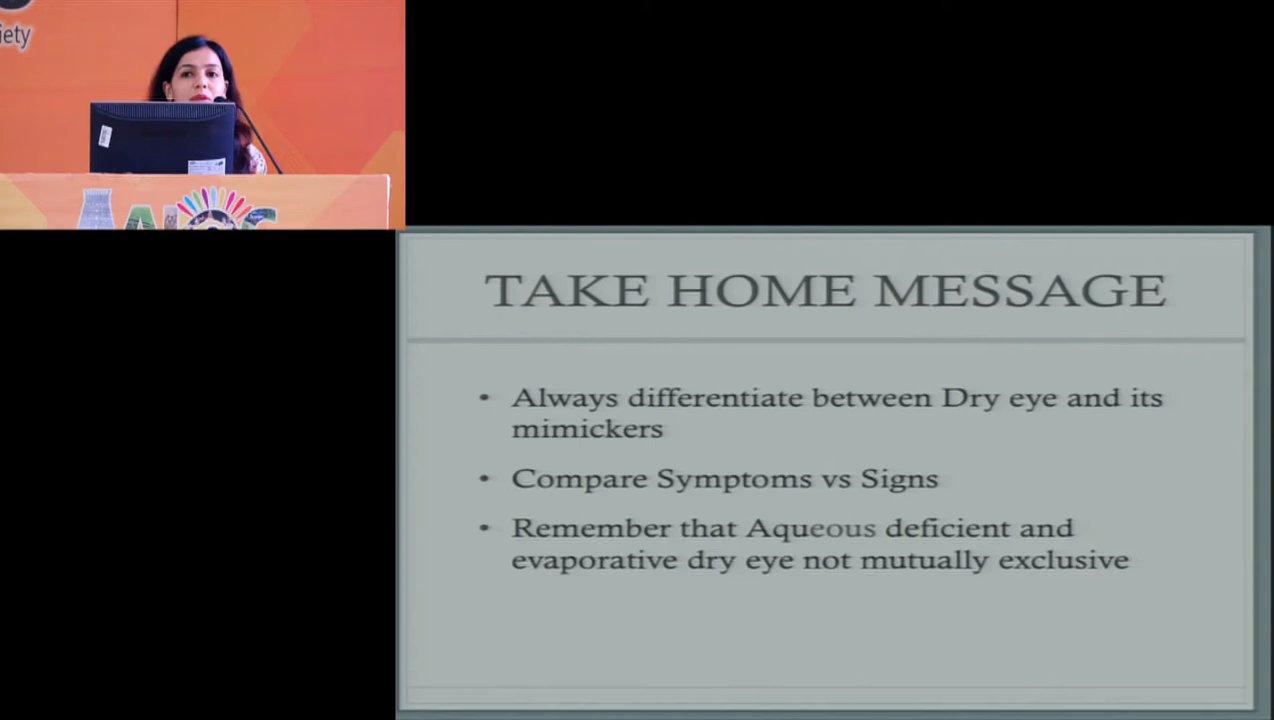 iety
TAKE HOME MESSAGE
• Always differentiate between Dry eye and its
mimickers
• Compare Symptoms vs Signs
• Remember that Aqueous deficient and
evaporative dry eye not mutually exclusive